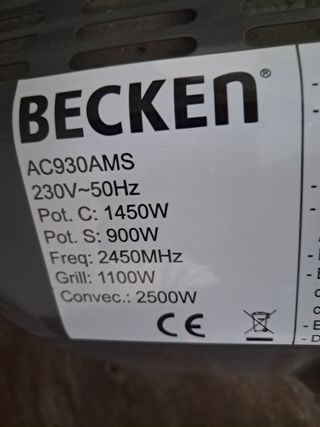 BECKEN®
AC930AMS
230V~50Hz
Pot. C: 1450W
Pot. S: 900W
Freq: 2450MHz
Grill: 1100W
Convec.: 2500W
CE